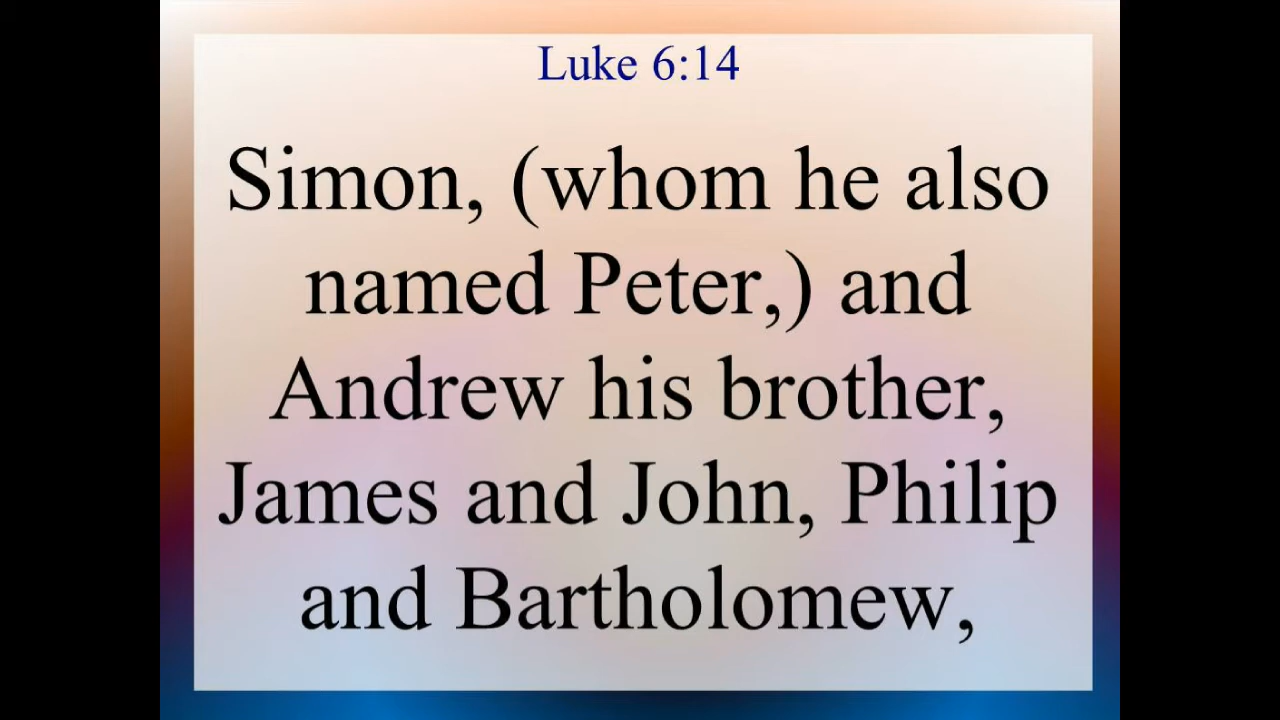 Luke 6:14
Simon, (whom he also
named Peter,) and
Andrew his brother,
James and John, Philip
and Bartholomew,